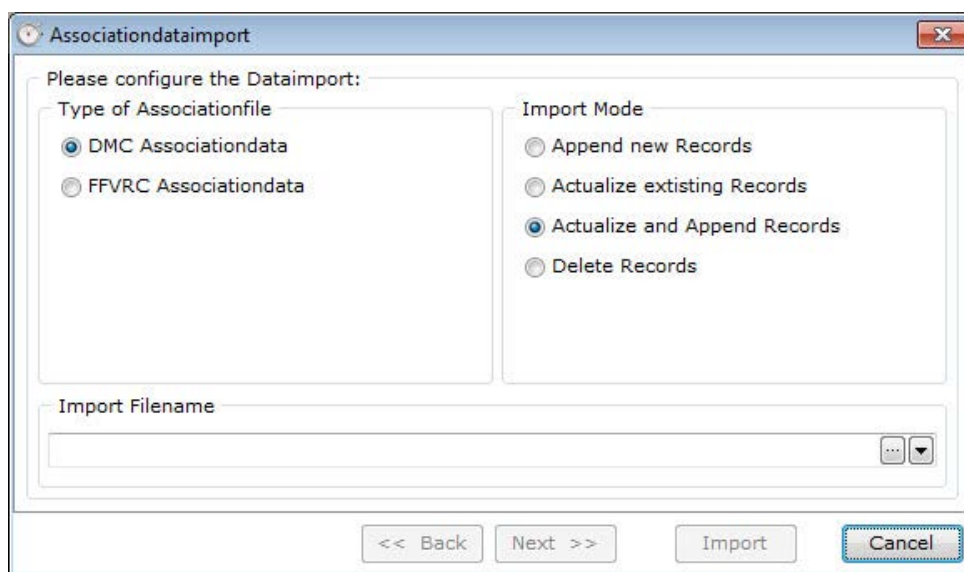 Associationdataimport
Please configure the Dataimport:
Type of Associationfile
DMC Associationdata
FFVRC Associationdata
Import Mode
Append new Records
Actualize extisting Records
Actualize and Append Records
Delete Records
Import Filename
...
<< Back
Next >>
Import
Cancel